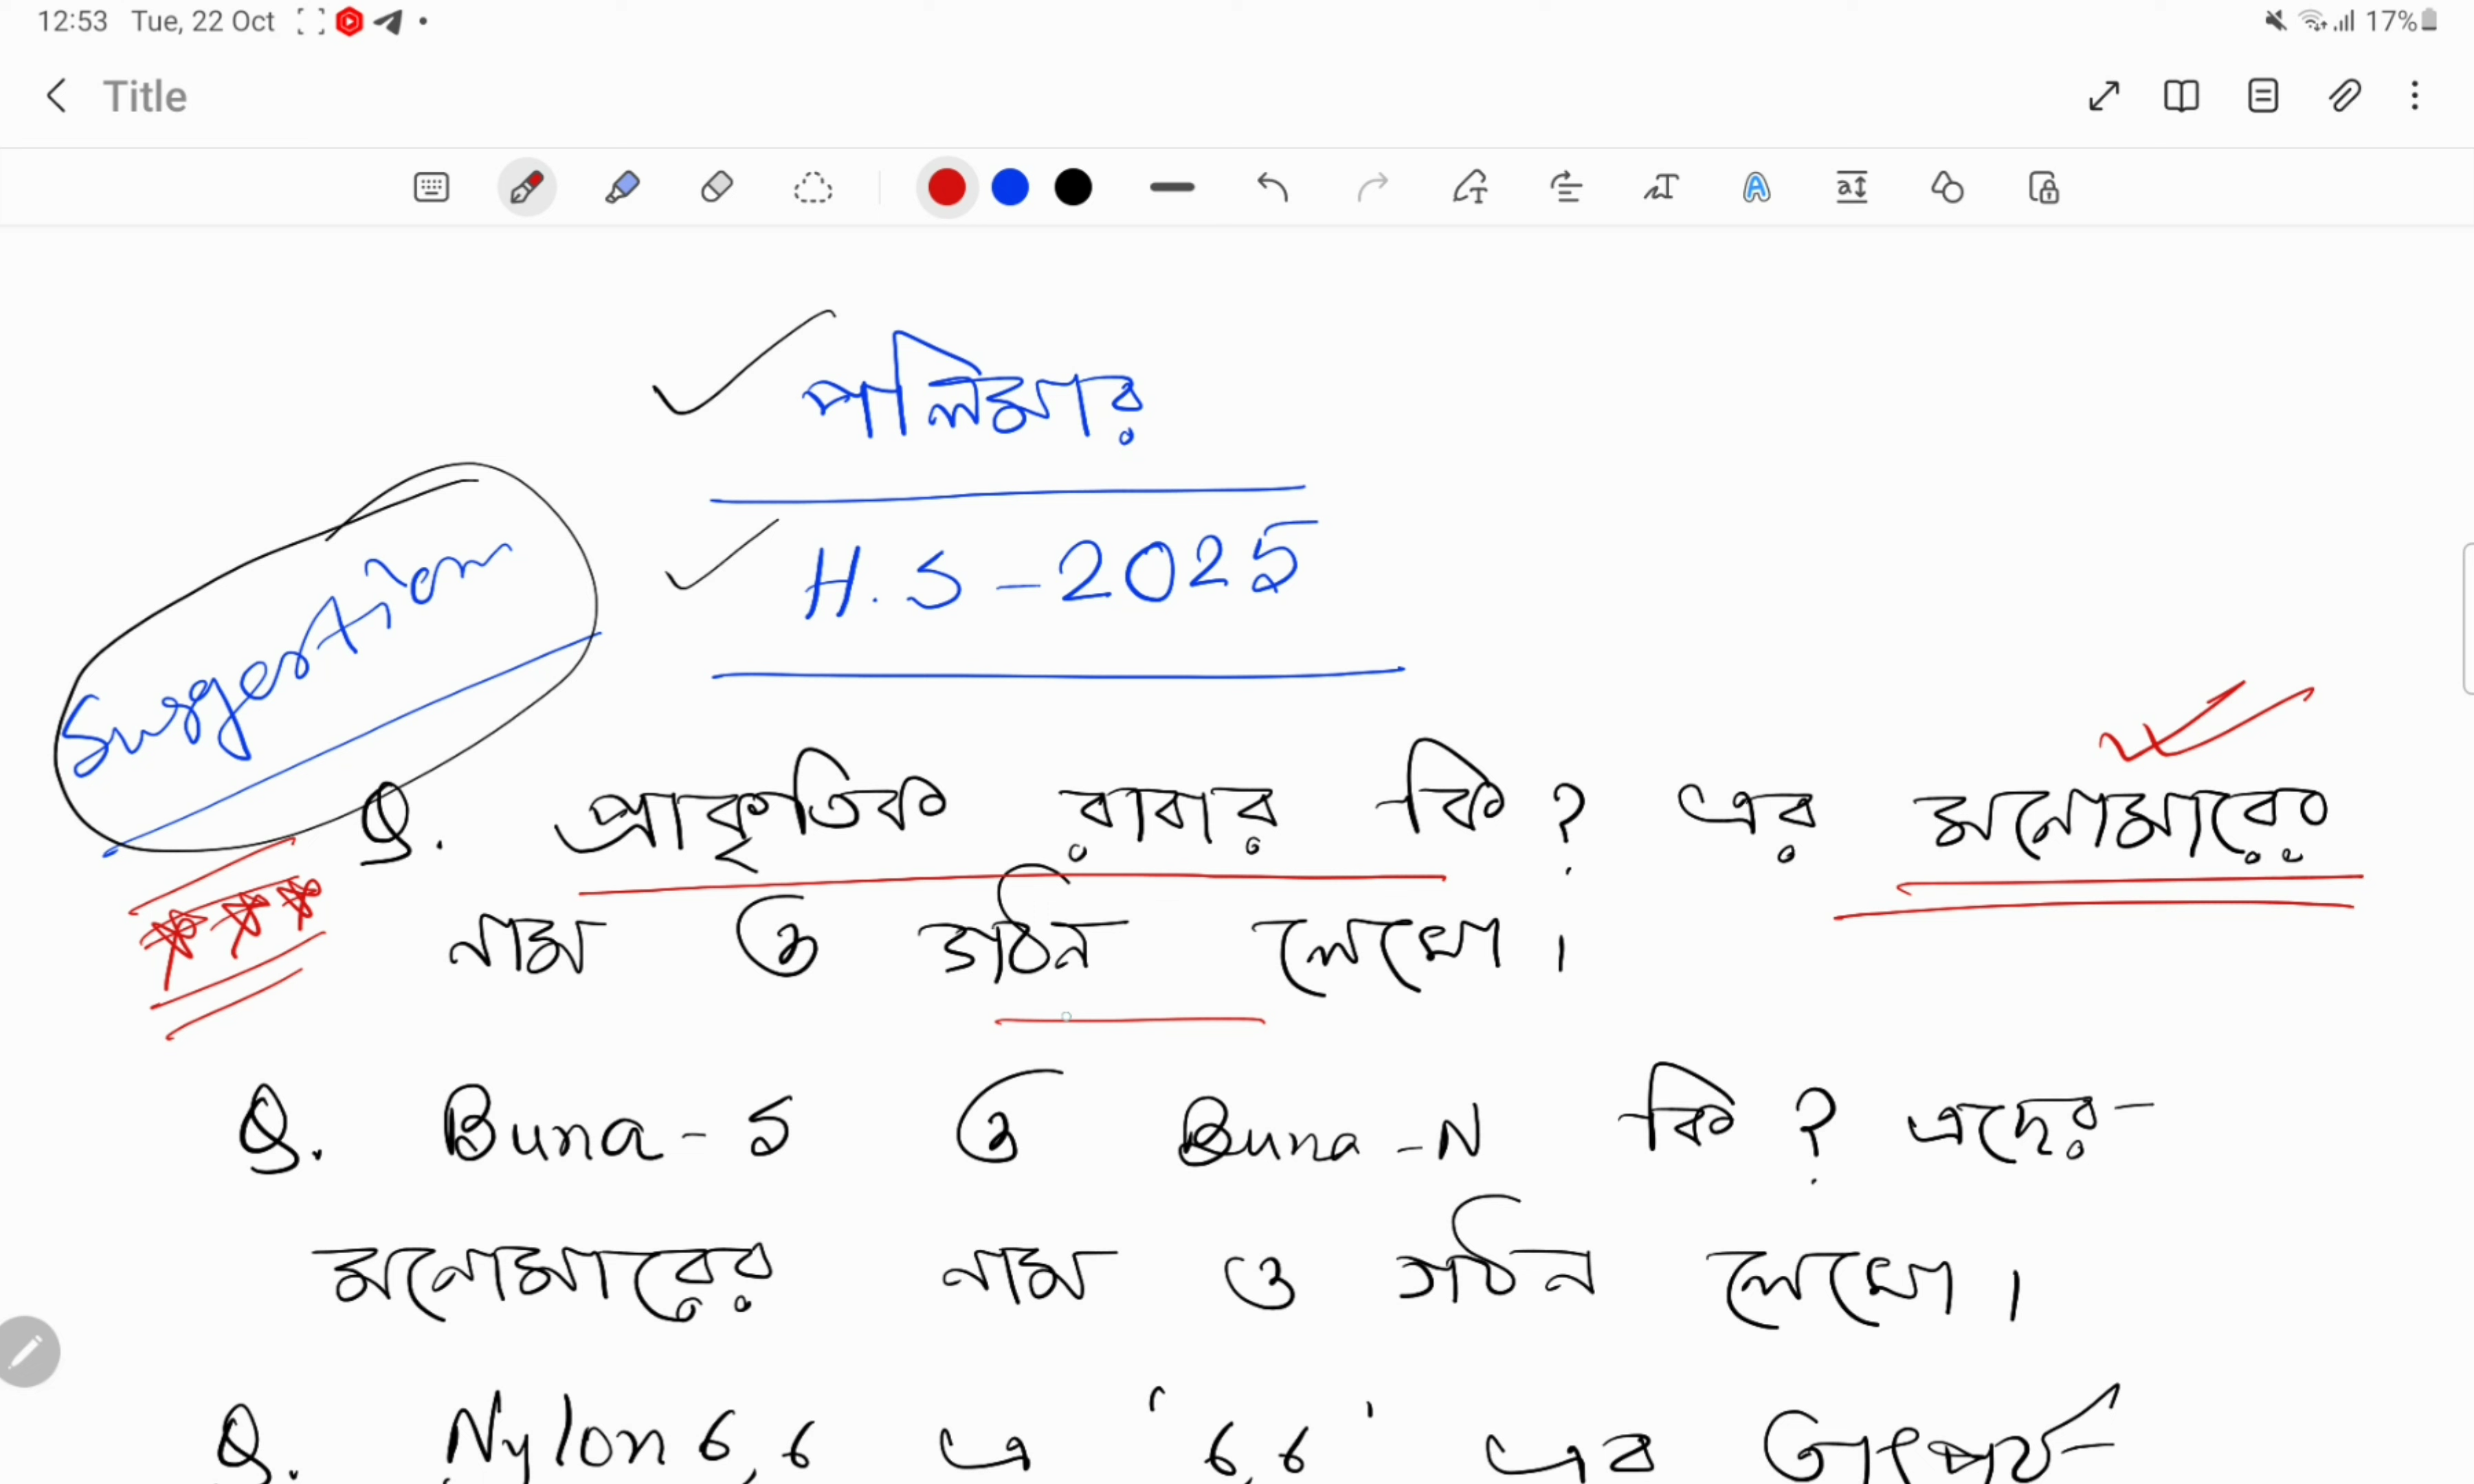 12:53 Tue, 22 Oct 17%
Title
পলিমার
H.S-2025
Suggestion
Q. প্রাকৃতিক রাবার কি? এর মনোমারের
নাম ও গঠন লেখো।
Q. Buna-S ও Buna-N কি? এদের
মনোমারের নাম ও গঠন লেখো।
Q. Nylon 6,6 এ '6,6' এর তাৎপর্য